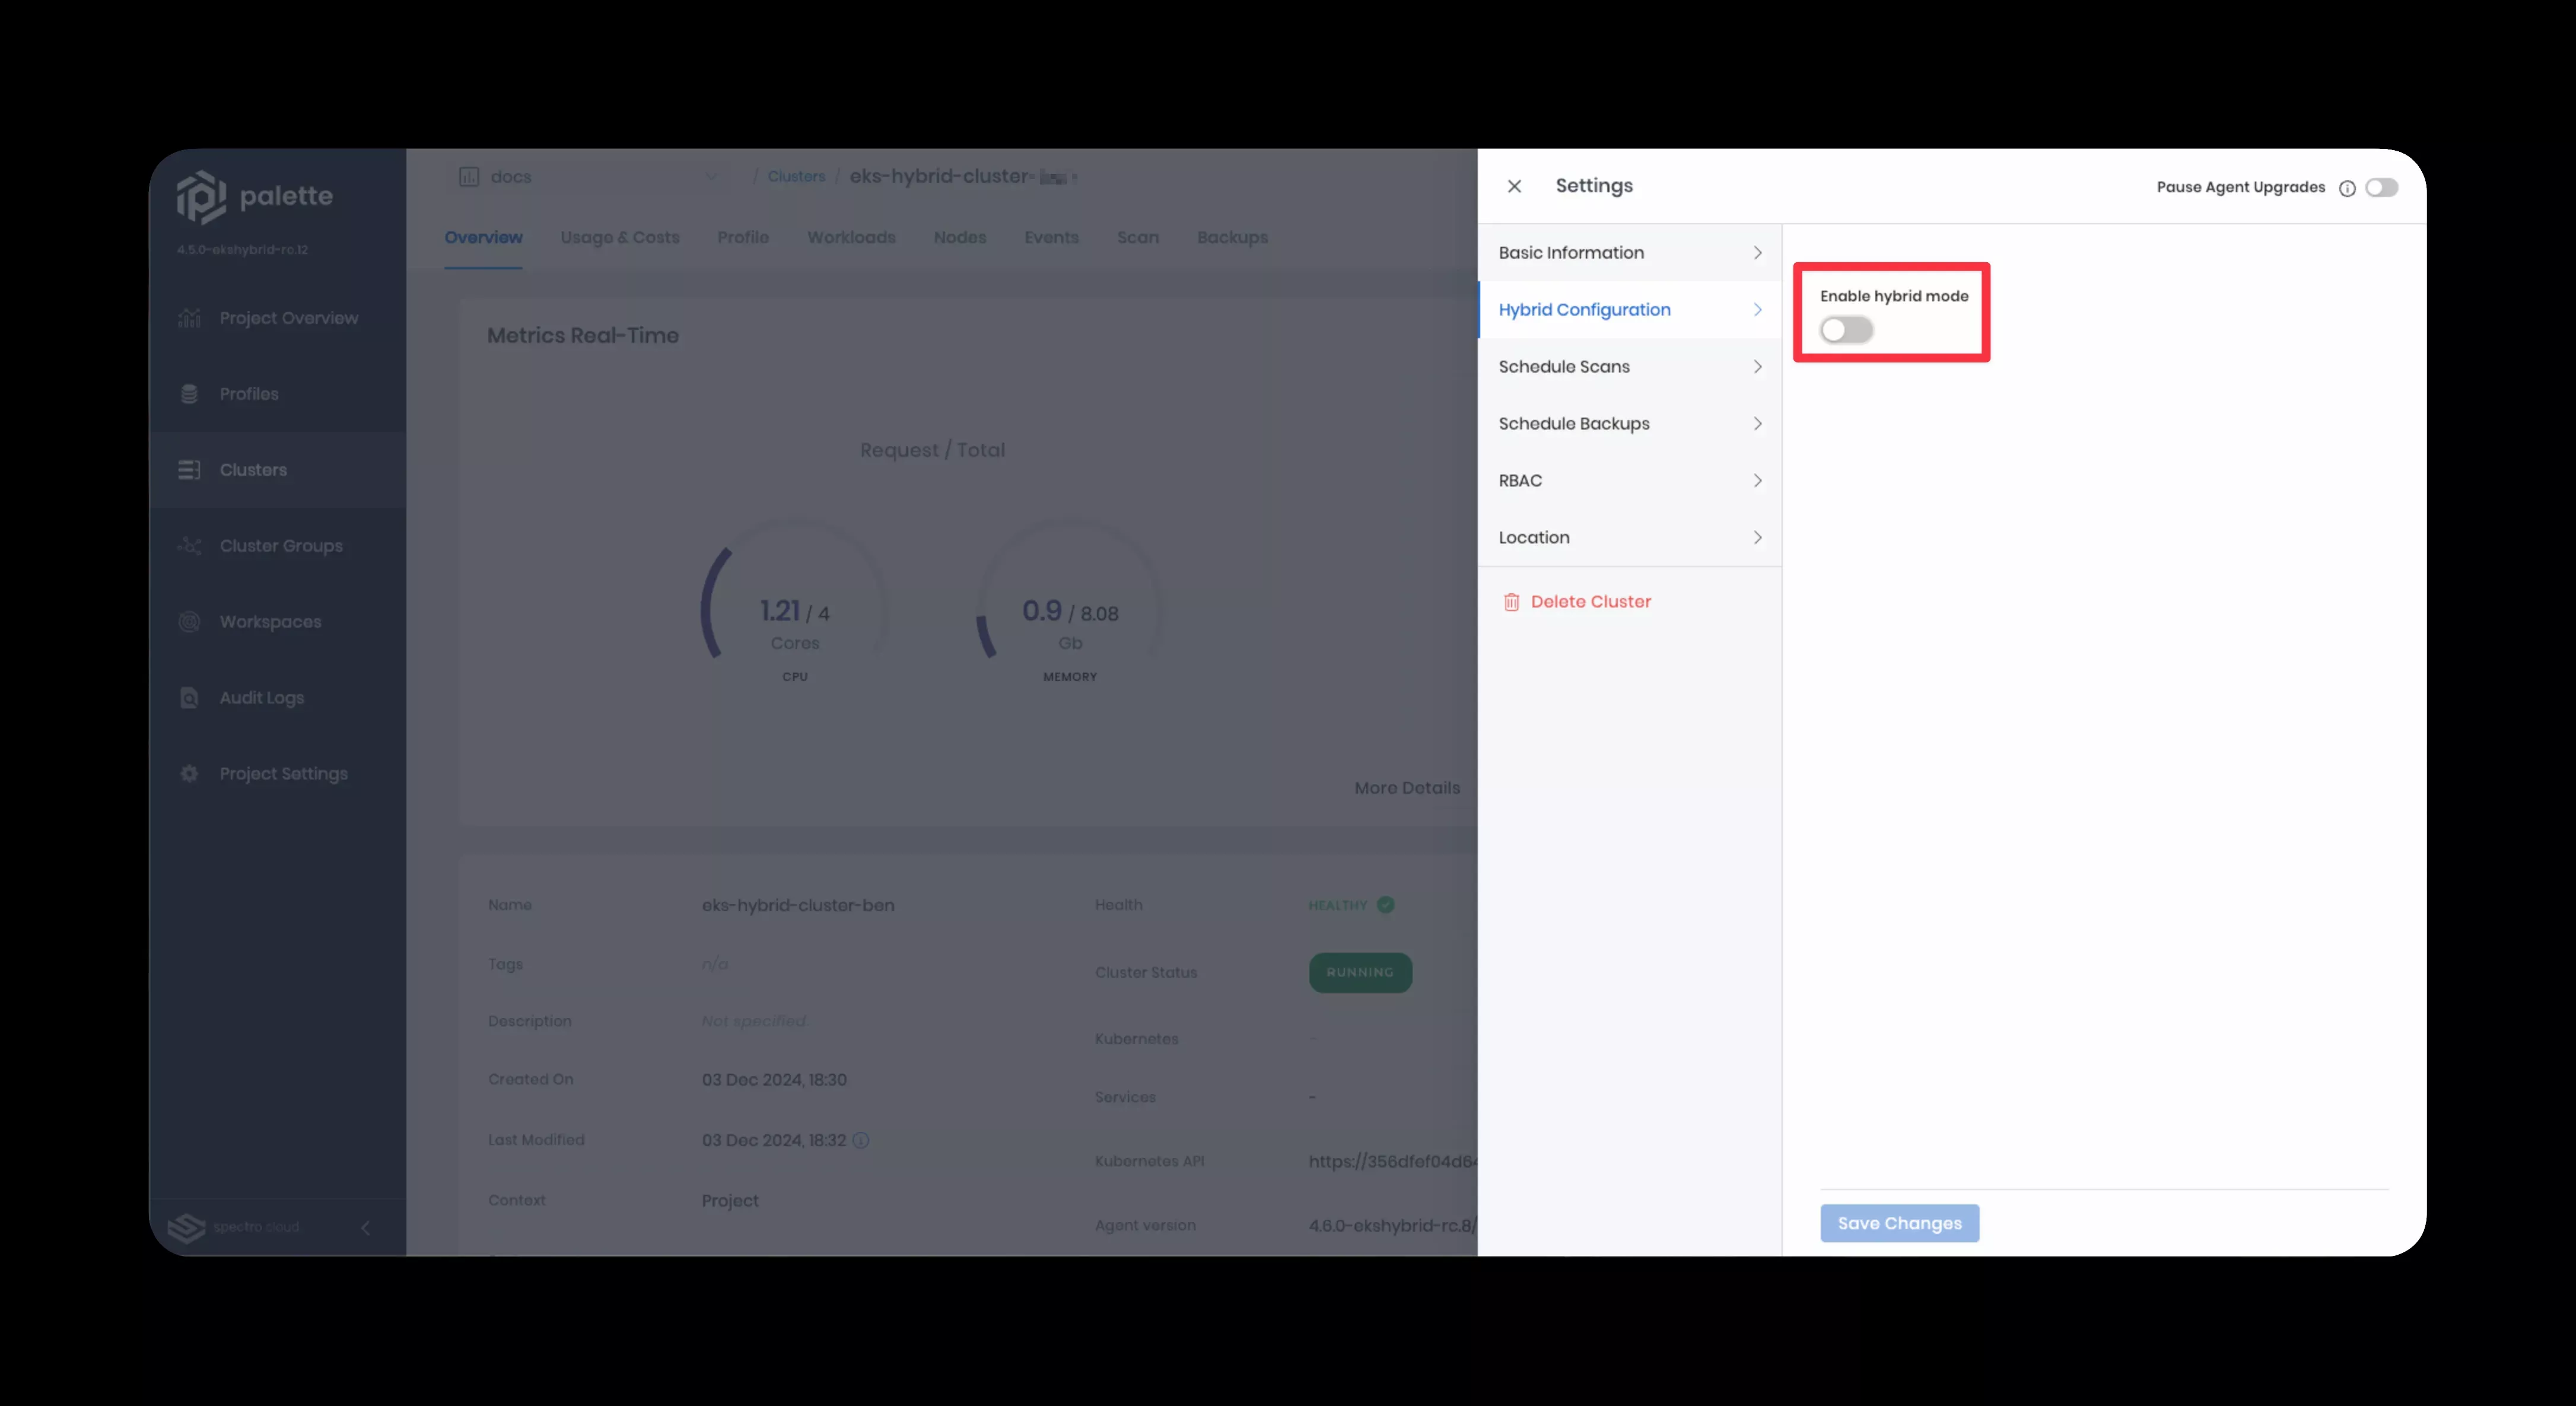 palette
4.5.0-ekshybrid-rc.12
Project Overview
Profiles
Clusters
Cluster Groups
Workspaces
Audit Logs
Project Settings
spectro cloud
docs / Clusters / eks-hybrid-cluster-
Overview Usage & Costs Profile Workloads Nodes Events Scan Backups
Metrics Real-Time
Request / Total
1.21 / 4
Cores
CPU
0.9 / 8.08
Gb
MEMORY
More Details
Name eks-hybrid-cluster-ben
Tags n/a
Description Not specified
Created On 03 Dec 2024, 18:30
Last Modified 03 Dec 2024, 18:32
Context Project
Health HEALTHY
Cluster Status RUNNING
Kubernetes -
Services -
Kubernetes API https://356dfef04d64
Agent version 4.6.0-ekshybrid-rc.8/
Settings
Pause Agent Upgrades
Basic Information
Hybrid Configuration
Schedule Scans
Schedule Backups
RBAC
Location
Delete Cluster
Enable hybrid mode
Save Changes